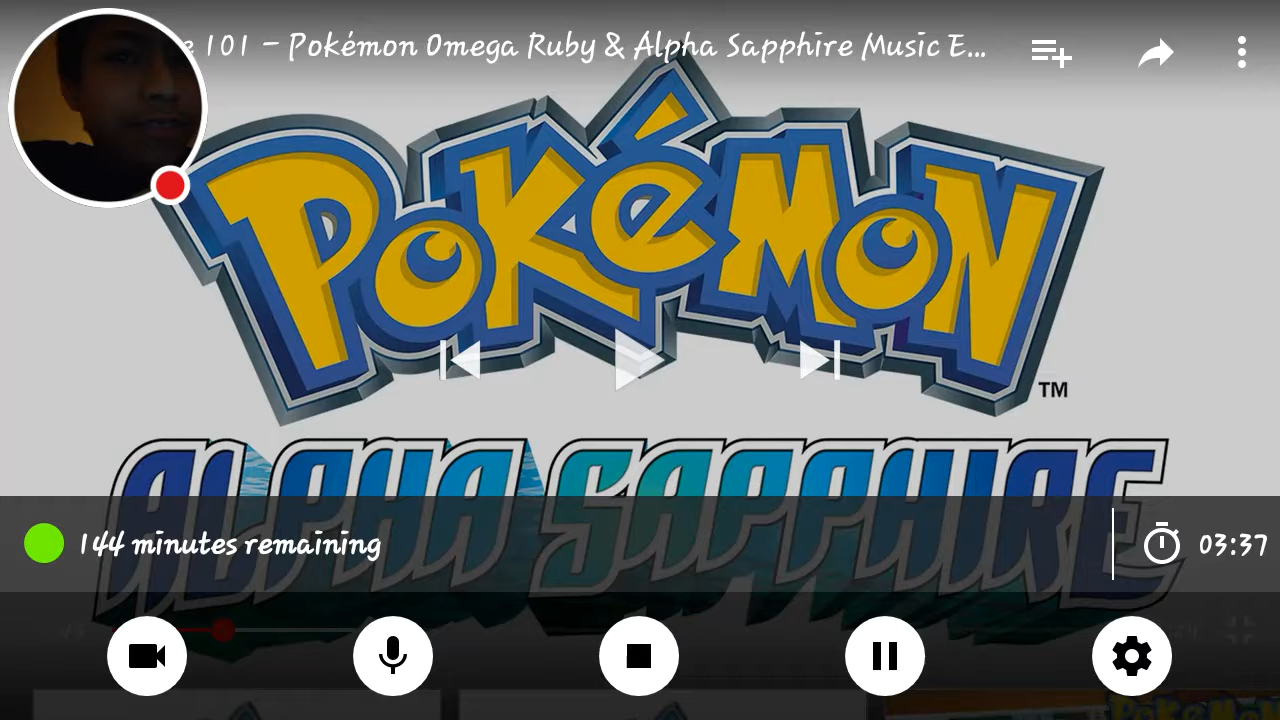 e 101 - Pokémon Omega Ruby & Alpha Sapphire Music E...
POKéMON
TM
ALPHA SAPPHIRE
144 minutes remaining
03:37